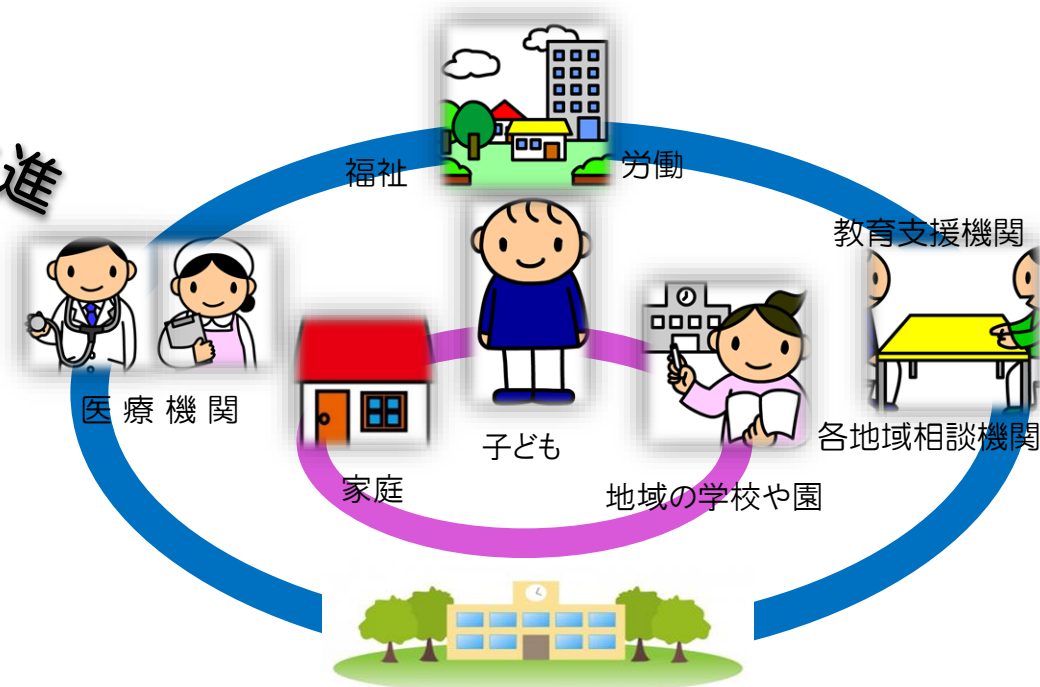 進
福祉
労働
教育支援機関
医療機関
子ども
各地域相談機関
家庭
地域の学校や園